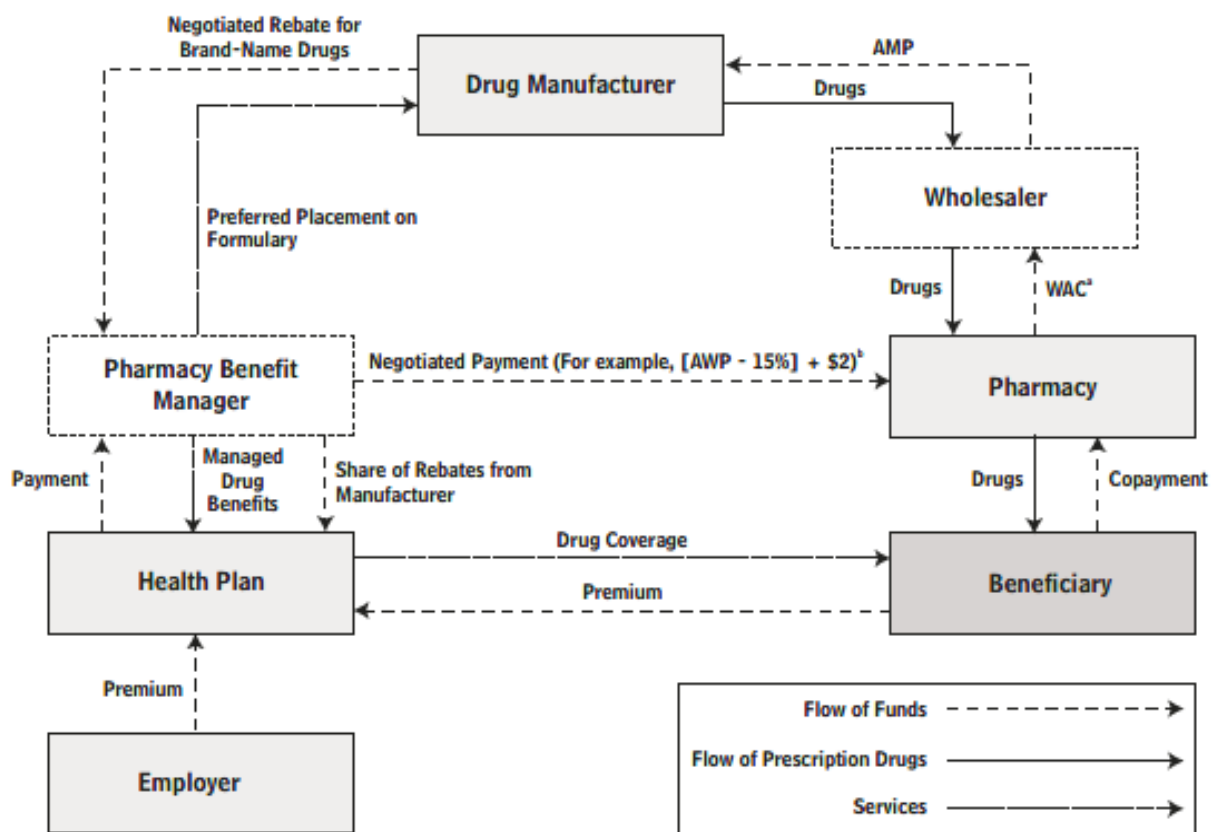 Negotiated Rebate for
Brand-Name Drugs
AMP
Drug Manufacturer
Drugs
Wholesaler
Preferred Placement on
Formulary
Drugs
WACᵃ
Pharmacy Benefit
Manager
Negotiated Payment (For example, [AWP - 15%] + $2)ᵇ
Pharmacy
Payment
Managed
Drug
Benefits
Share of Rebates from
Manufacturer
Drugs
Copayment
Health Plan
Drug Coverage
Premium
Beneficiary
Premium
Employer
Flow of Funds
Flow of Prescription Drugs
Services